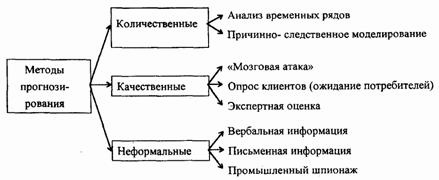 Методы
прогнози-
рования
Количественные
Анализ временных рядов
Причинно- следственное моделирование
Качественные
«Мозговая атака»
Опрос клиентов (ожидание потребителей)
Экспертная оценка
Неформальные
Вербальная информация
Письменная информация
Промышленный шпионаж